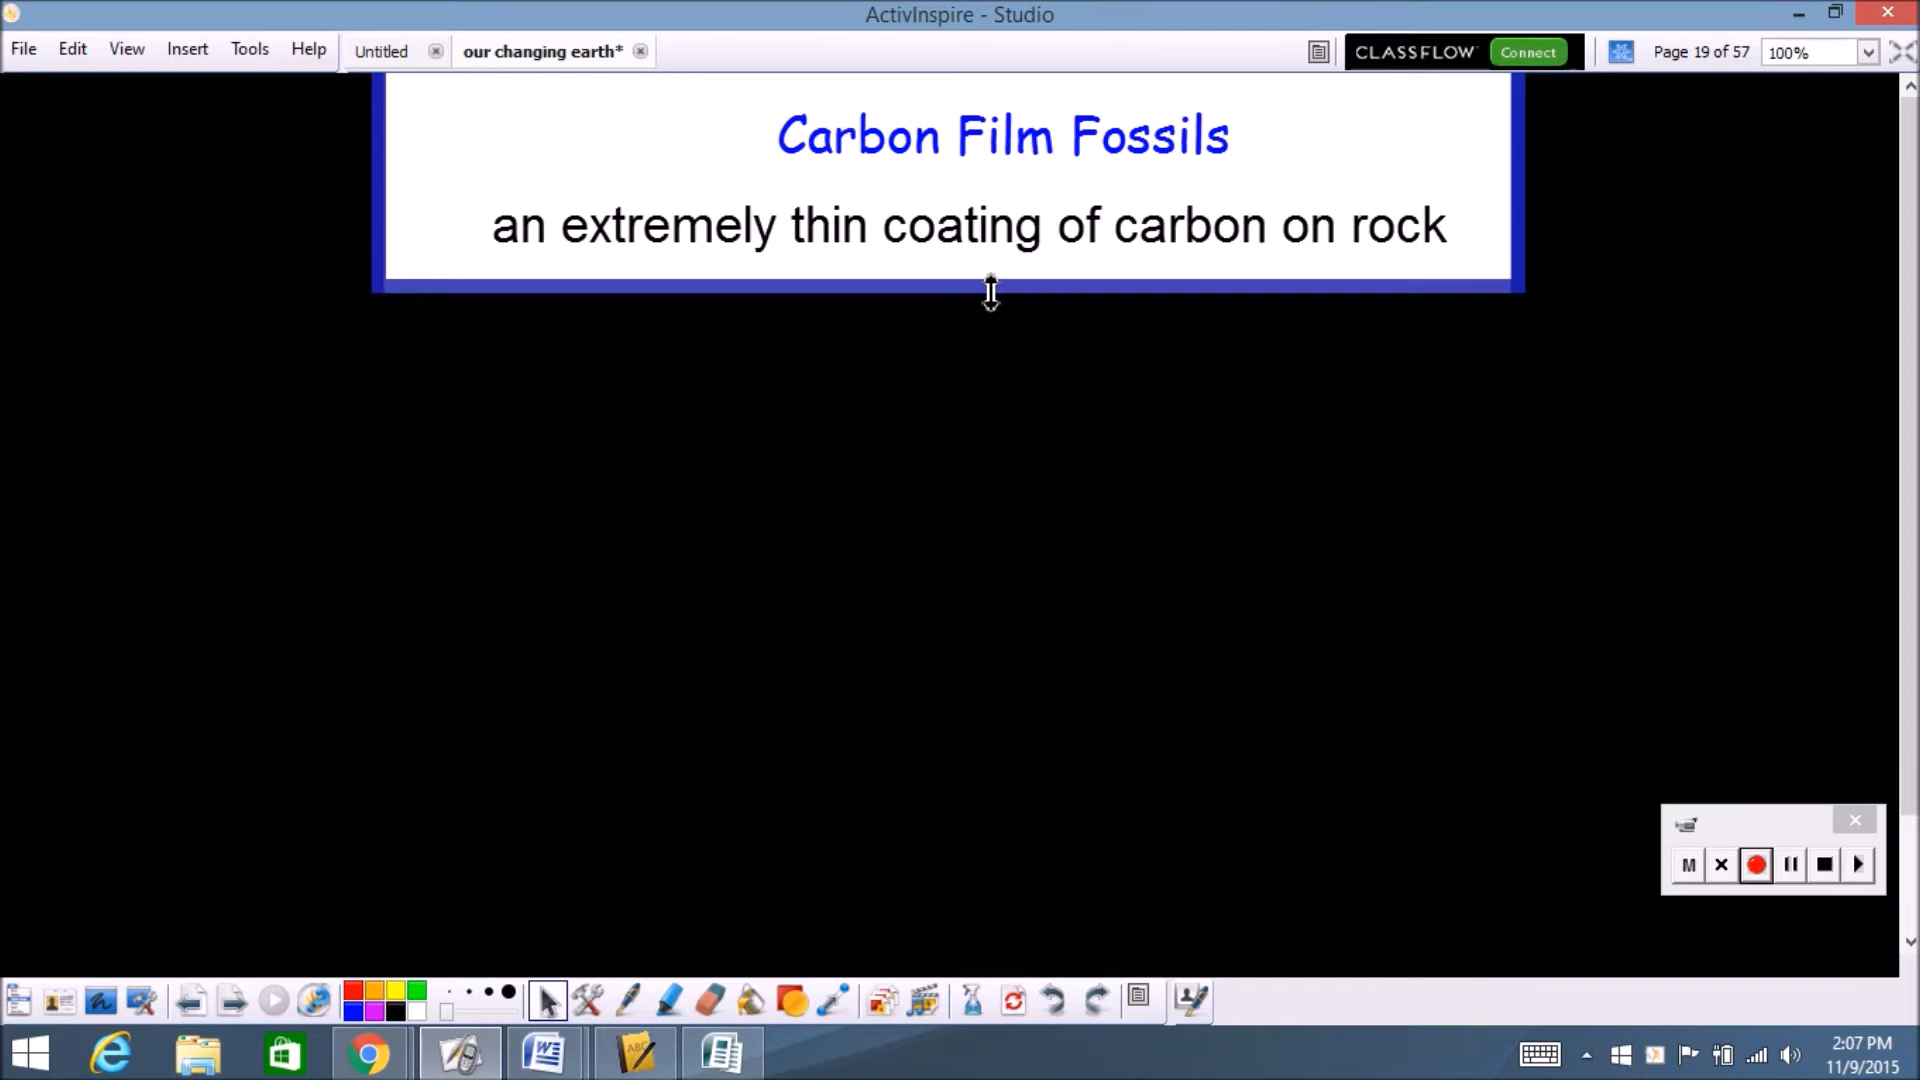 ActivInspire - Studio
File Edit View Insert Tools Help Untitled our changing earth* CLASSFLOW Connect Page 19 of 57 100%
Carbon Film Fossils
an extremely thin coating of carbon on rock
M
ABC
2:07 PM
11/9/2015